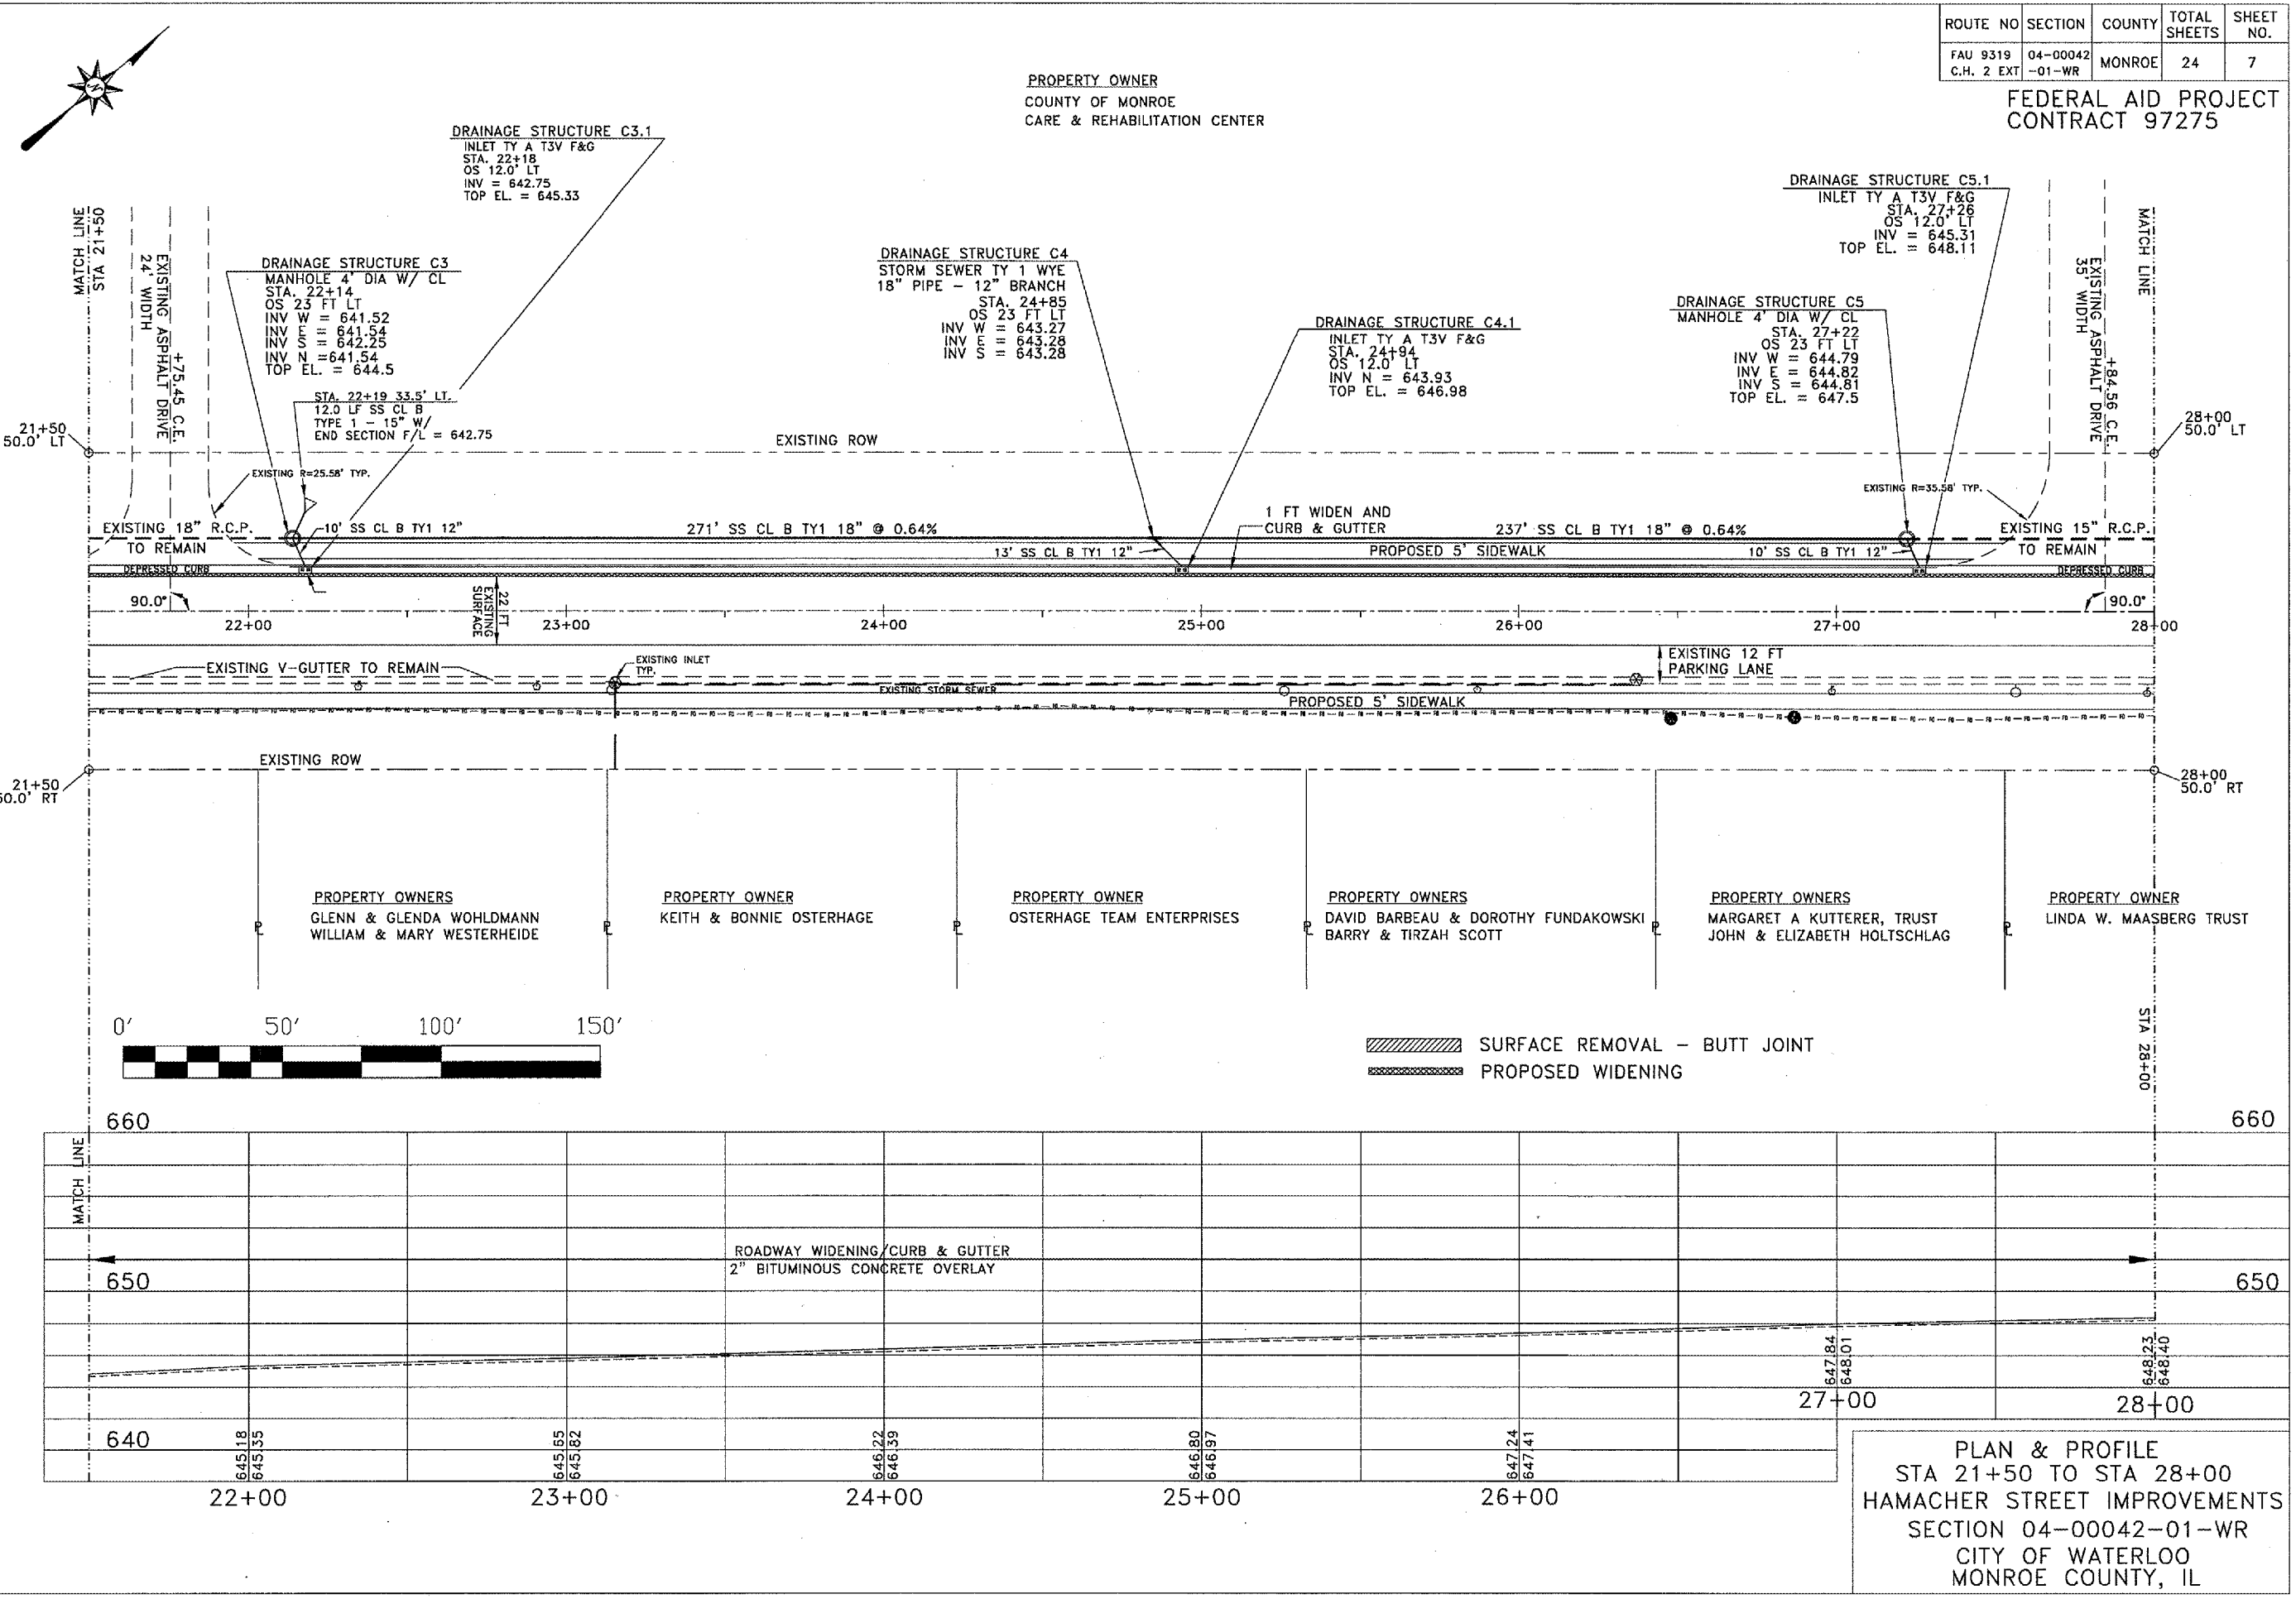 ROUTE NO SECTION COUNTY TOTAL SHEETS SHEET NO.
FAU 9319 C.H. 2 EXT 04-00042 -01-WR MONROE 24 7
FEDERAL AID PROJECT
CONTRACT 97275
PROPERTY OWNER
COUNTY OF MONROE
CARE & REHABILITATION CENTER
DRAINAGE STRUCTURE C3.1
INLET TY A T3V F&G
STA. 22+18
OS 12.0' LT
INV = 642.75
TOP EL. = 645.33
DRAINAGE STRUCTURE C5.1
INLET TY A T3V F&G
STA. 27+26
OS 12.0' LT
INV = 645.31
TOP EL. = 648.11
MATCH LINE
STA 21+50
EXISTING ASPHALT DRIVE
24' WIDTH
+75.45 C.E.
DRAINAGE STRUCTURE C3
MANHOLE 4' DIA W/ CL
STA. 22+14
OS 23 FT LT
INV W = 641.52
INV E = 641.54
INV S = 642.25
INV N =641.54
TOP EL. = 644.5
STA. 22+19 33.5' LT.
12.0 LF SS CL B
TYPE 1 - 15" W/
END SECTION F/L = 642.75
DRAINAGE STRUCTURE C4
STORM SEWER TY 1 WYE
18" PIPE - 12" BRANCH
STA. 24+85
OS 23 FT LT
INV W = 643.27
INV E = 643.28
INV S = 643.28
DRAINAGE STRUCTURE C4.1
INLET TY A T3V F&G
STA. 24+94
OS 12.0' LT
INV N = 643.93
TOP EL. = 646.98
DRAINAGE STRUCTURE C5
MANHOLE 4' DIA W/ CL
STA. 27+22
OS 23 FT LT
INV W = 644.79
INV E = 644.82
INV S = 644.81
TOP EL. = 647.5
MATCH LINE
EXISTING ASPHALT DRIVE
35' WIDTH
+84.56 C.E.
21+50
50.0' LT
EXISTING ROW
28+00
50.0' LT
EXISTING R=25.58' TYP.
EXISTING R=35.58' TYP.
EXISTING 18" R.C.P.
TO REMAIN
10' SS CL B TY1 12"
271' SS CL B TY1 18" @ 0.64%
1 FT WIDEN AND
CURB & GUTTER
237' SS CL B TY1 18" @ 0.64%
EXISTING 15" R.C.P.
TO REMAIN
13' SS CL B TY1 12"
PROPOSED 5' SIDEWALK
10' SS CL B TY1 12"
DEPRESSED CURB
DEPRESSED CURB
90.0°
22 FT
EXISTING
SURFACE
90.0°
22+00 23+00 24+00 25+00 26+00 27+00 28+00
EXISTING V-GUTTER TO REMAIN
EXISTING INLET
TYP.
EXISTING 12 FT
PARKING LANE
EXISTING STORM SEWER
PROPOSED 5' SIDEWALK
EXISTING ROW
21+50
50.0' RT
28+00
50.0' RT
PROPERTY OWNERS
GLENN & GLENDA WOHLDMANN
WILLIAM & MARY WESTERHEIDE
PROPERTY OWNER
KEITH & BONNIE OSTERHAGE
PROPERTY OWNER
OSTERHAGE TEAM ENTERPRISES
PROPERTY OWNERS
DAVID BARBEAU & DOROTHY FUNDAKOWSKI
BARRY & TIRZAH SCOTT
PROPERTY OWNERS
MARGARET A KUTTERER, TRUST
JOHN & ELIZABETH HOLTSCHLAG
PROPERTY OWNER
LINDA W. MAASBERG TRUST
0' 50' 100' 150'
SURFACE REMOVAL - BUTT JOINT
PROPOSED WIDENING
STA 28+00
MATCH LINE
660 660
ROADWAY WIDENING/CURB & GUTTER
2" BITUMINOUS CONCRETE OVERLAY
650 650
640
645.18
645.35
645.65
645.82
646.22
646.39
646.80
646.97
647.24
647.41
647.84
648.01
648.23
648.40
27+00 28+00
22+00 23+00 24+00 25+00 26+00
PLAN & PROFILE
STA 21+50 TO STA 28+00
HAMACHER STREET IMPROVEMENTS
SECTION 04-00042-01-WR
CITY OF WATERLOO
MONROE COUNTY, IL